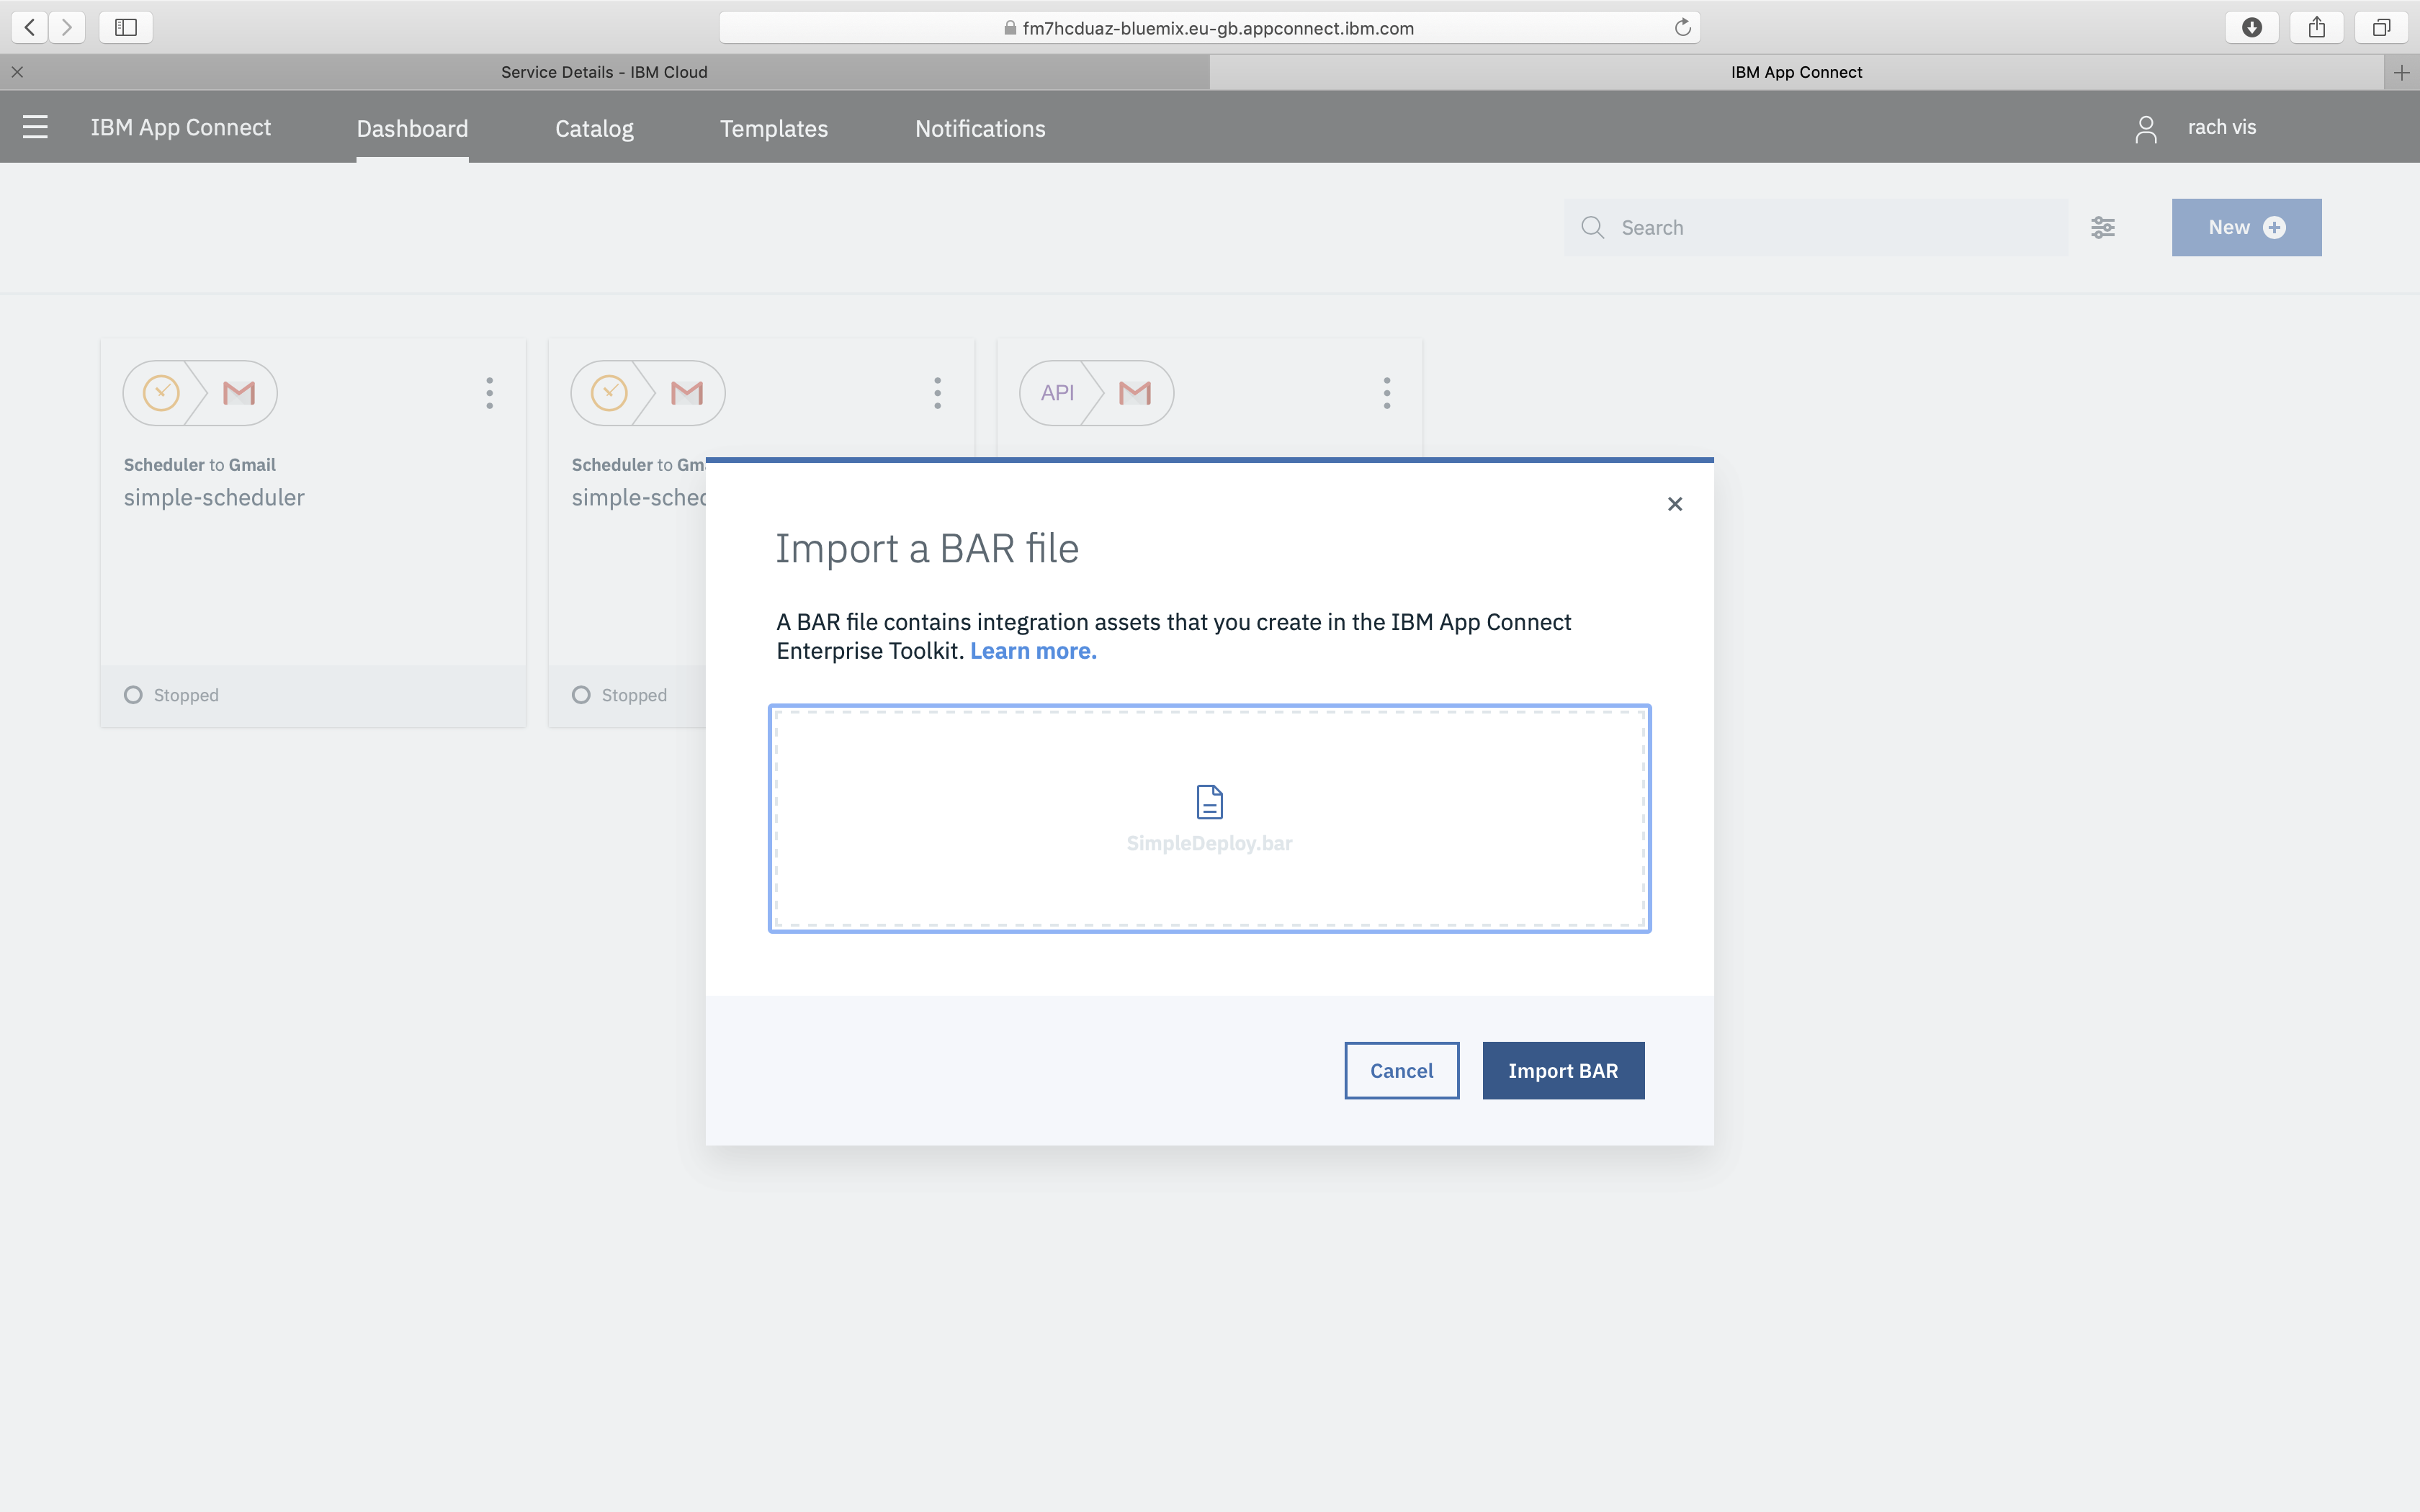 fm7hcduaz-bluemix.eu-gb.appconnect.ibm.com
Service Details - IBM Cloud
IBM App Connect
IBM App Connect
Dashboard
Catalog
Templates
Notifications
rach vis
Search
New
API
Scheduler to Gmail
simple-scheduler
Stopped
Scheduler to Gm
simple-sched
Stopped
Import a BAR file
A BAR file contains integration assets that you create in the IBM App Connect
Enterprise Toolkit. Learn more.
SimpleDeploy.bar
Cancel
Import BAR